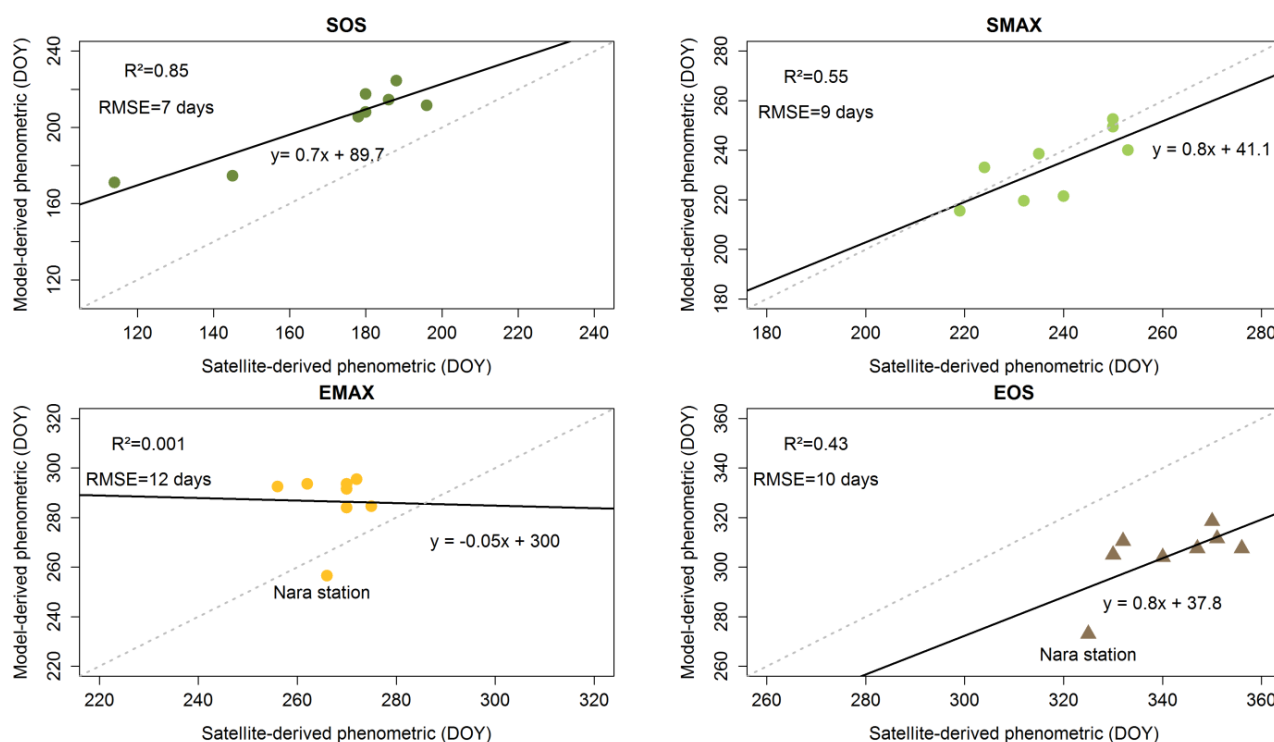 SOS
Model-derived phenometric (DOY)
240
200
160
120
R²=0.85
RMSE=7 days
y= 0.7x + 89.7
120 140 160 180 200 220 240
Satellite-derived phenometric (DOY)
SMAX
Model-derived phenometric (DOY)
280
260
240
220
200
180
R²=0.55
RMSE=9 days
y = 0.8x + 41.1
180 200 220 240 260 280
Satellite-derived phenometric (DOY)
EMAX
Model-derived phenometric (DOY)
320
300
280
260
240
220
R²=0.001
RMSE=12 days
y = -0.05x + 300
Nara station
220 240 260 280 300 320
Satellite-derived phenometric (DOY)
EOS
Model-derived phenometric (DOY)
360
340
320
300
280
260
R²=0.43
RMSE=10 days
y = 0.8x + 37.8
Nara station
260 280 300 320 340 360
Satellite-derived phenometric (DOY)